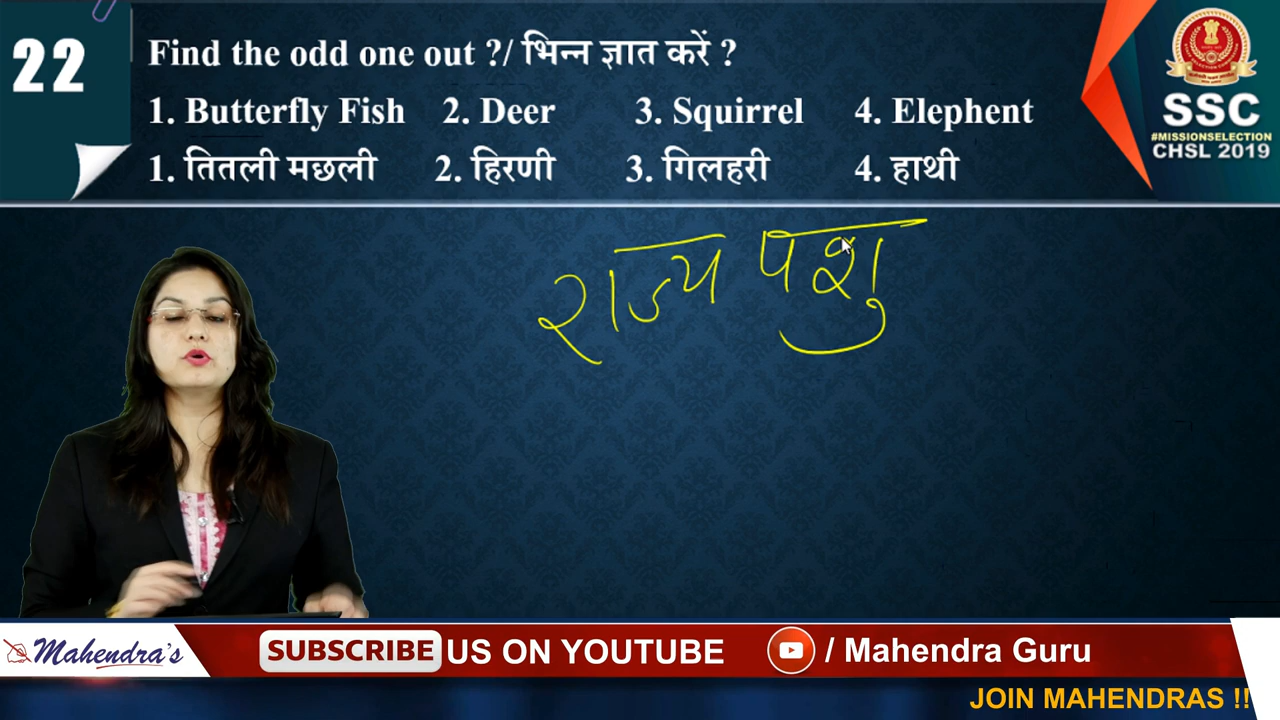 22
Find the odd one out ?/ भिन्न ज्ञात करें ?
1. Butterfly Fish 2. Deer 3. Squirrel 4. Elephent
1. तितली मछली 2. हिरणी 3. गिलहरी 4. हाथी
SSC
#MISSIONSELECTION
CHSL 2019
राज्य पशु
Mahendra's
SUBSCRIBE US ON YOUTUBE / Mahendra Guru
JOIN MAHENDRAS !!